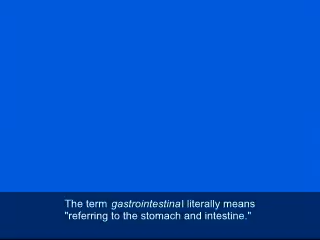 The term gastrointestinal literally means
"referring to the stomach and intestine."